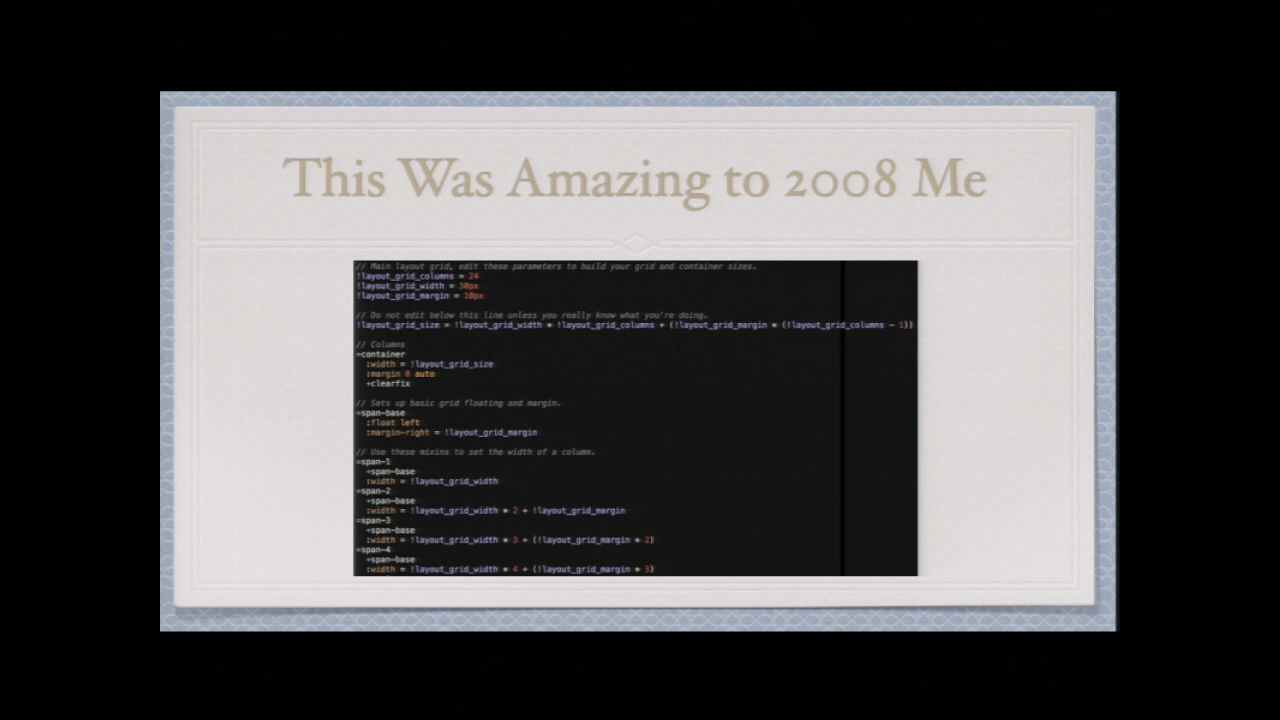 This Was Amazing to 2008 Me
// Main layout grid, edit these parameters to build your grid and container sizes.
!layout_grid_columns = 24
!layout_grid_width = 30px
!layout_grid_margin = 10px
// Do not edit below this line unless you really know what you're doing.
!layout_grid_size = !layout_grid_width * !layout_grid_columns + (!layout_grid_margin * (!layout_grid_columns - 1))
// Columns
=container
:width = !layout_grid_size
:margin 0 auto
+clearfix
// Sets up basic grid floating and margin.
=span-base
:float left
:margin-right = !layout_grid_margin
// Use these mixins to set the width of a column.
=span-1
+span-base
:width = !layout_grid_width
=span-2
+span-base
:width = !layout_grid_width * 2 + !layout_grid_margin
=span-3
+span-base
:width = !layout_grid_width * 3 + (!layout_grid_margin * 2)
=span-4
+span-base
:width = !layout_grid_width * 4 + (!layout_grid_margin * 3)